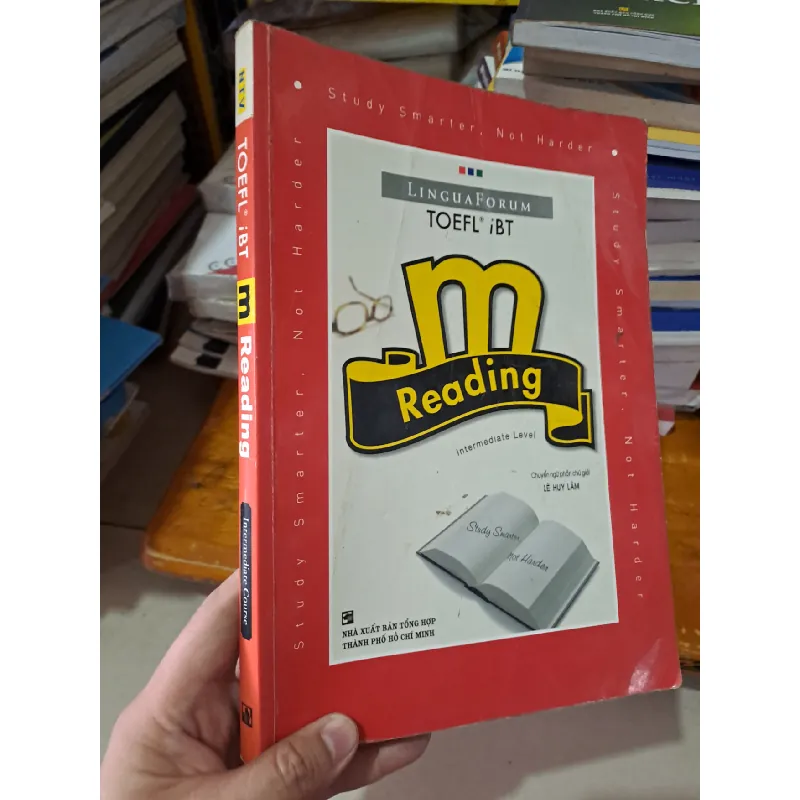 NTV TOEFL® iBT m Reading Intermediate Course
Study Smarter, Not Harder
Study Smarter, Not Harder
Study Smarter, Not Harder
LINGUAFORUM
TOEFL® iBT
m
Reading
Intermediate Level
Chuyển ngữ phần chú giải
LÊ HUY LÂM
Study Smarter,
not Harder
NHÀ XUẤT BẢN TỔNG HỢP
THÀNH PHỐ HỒ CHÍ MINH